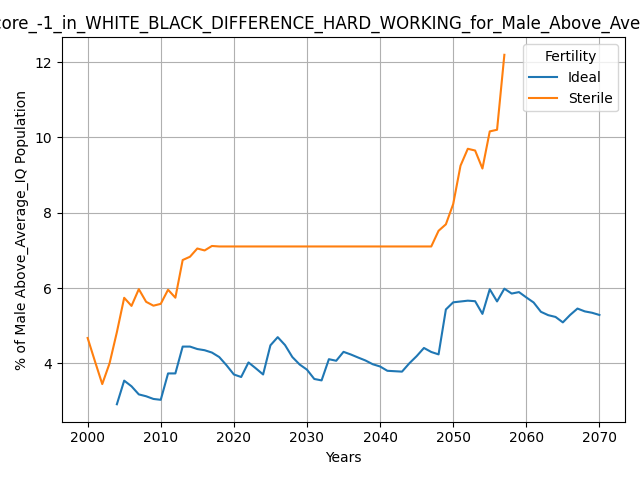 core_-1_in_WHITE_BLACK_DIFFERENCE_HARD_WORKING_for_Male_Above_Ave
Fertility
Ideal
Sterile
% of Male Above_Average_IQ Population
12
10
8
6
4
2000 2010 2020 2030 2040 2050 2060 2070
Years